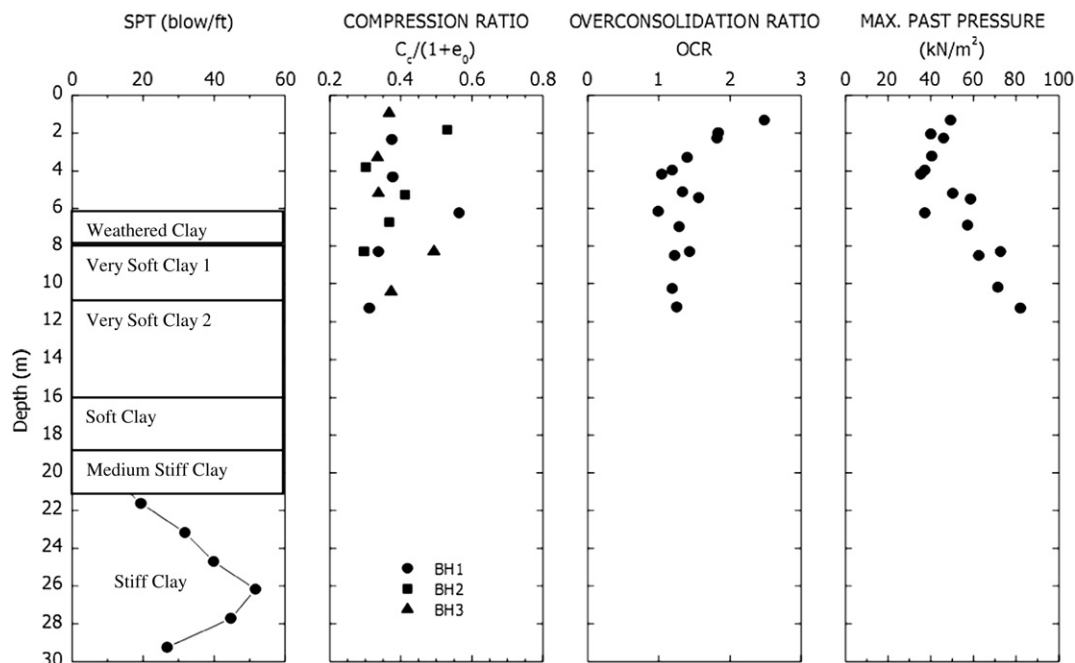 SPT (blow/ft)
COMPRESSION RATIO
C_c/(1+e_0)
OVERCONSOLIDATION RATIO
OCR
MAX. PAST PRESSURE
(kN/m²)
0 20 40 60
0.2 0.4 0.6 0.8
0 1 2 3
0 20 40 60 80 100
Depth (m)
0
2
4
6
8
10
12
14
16
18
20
22
24
26
28
30
Weathered Clay
Very Soft Clay 1
Very Soft Clay 2
Soft Clay
Medium Stiff Clay
Stiff Clay
BH1
BH2
BH3